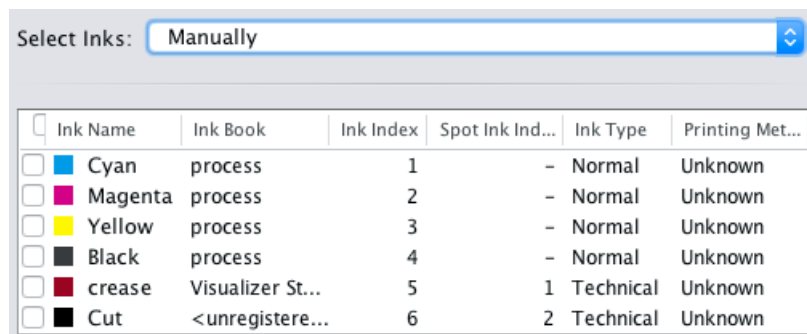 Select Inks: Manually
Ink Name Ink Book Ink Index Spot Ink Ind... Ink Type Printing Met...
Cyan process 1 – Normal Unknown
Magenta process 2 – Normal Unknown
Yellow process 3 – Normal Unknown
Black process 4 – Normal Unknown
crease Visualizer St... 5 1 Technical Unknown
Cut <unregistere... 6 2 Technical Unknown